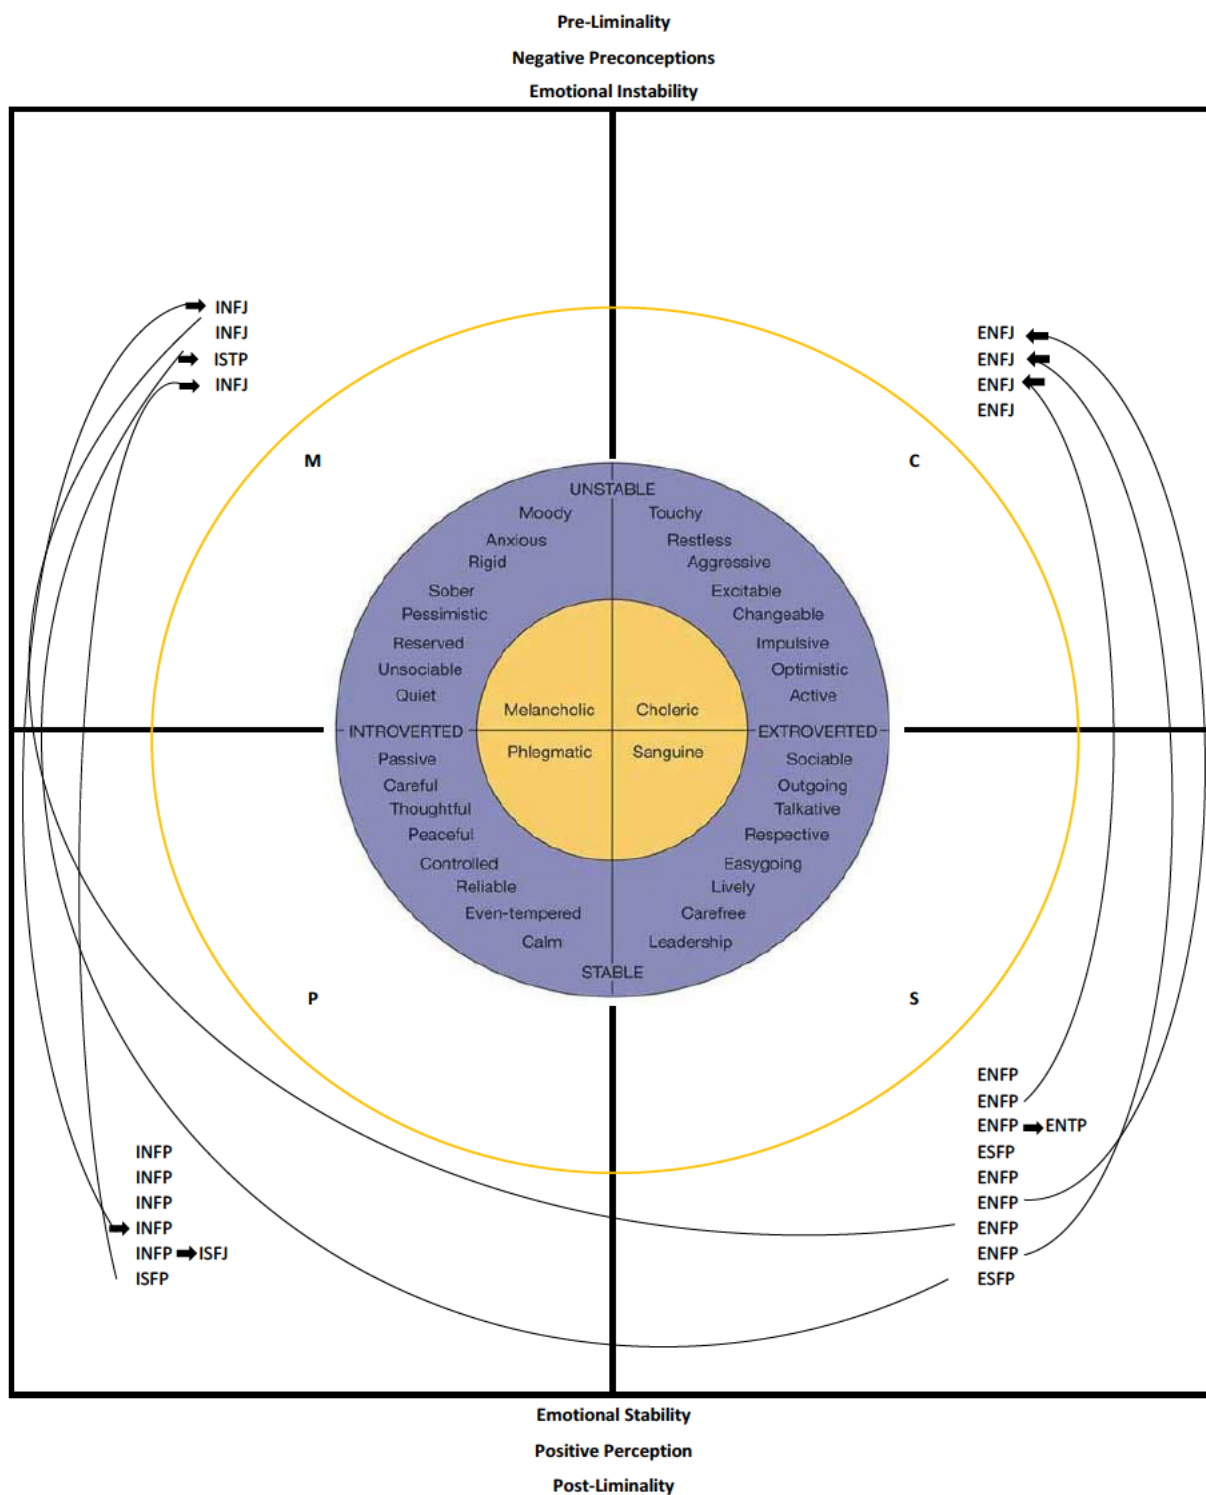 Pre-Liminality
Negative Preconceptions
Emotional Instability
INFJ
INFJ
ISTP
INFJ
ENFJ
ENFJ
ENFJ
ENFJ
M
C
UNSTABLE
Moody
Touchy
Anxious
Restless
Rigid
Aggressive
Sober
Excitable
Pessimistic
Changeable
Reserved
Impulsive
Unsociable
Optimistic
Quiet
Active
Melancholic
Choleric
INTROVERTED
EXTROVERTED
Phlegmatic
Sanguine
Passive
Sociable
Careful
Outgoing
Thoughtful
Talkative
Peaceful
Respective
Controlled
Easygoing
Reliable
Lively
Even-tempered
Carefree
Calm
Leadership
STABLE
P
S
INFP
INFP
INFP
INFP
INFP ISFJ
ISFP
ENFP
ENFP
ENFP ENTP
ESFP
ENFP
ENFP
ENFP
ENFP
ESFP
Emotional Stability
Positive Perception
Post-Liminality